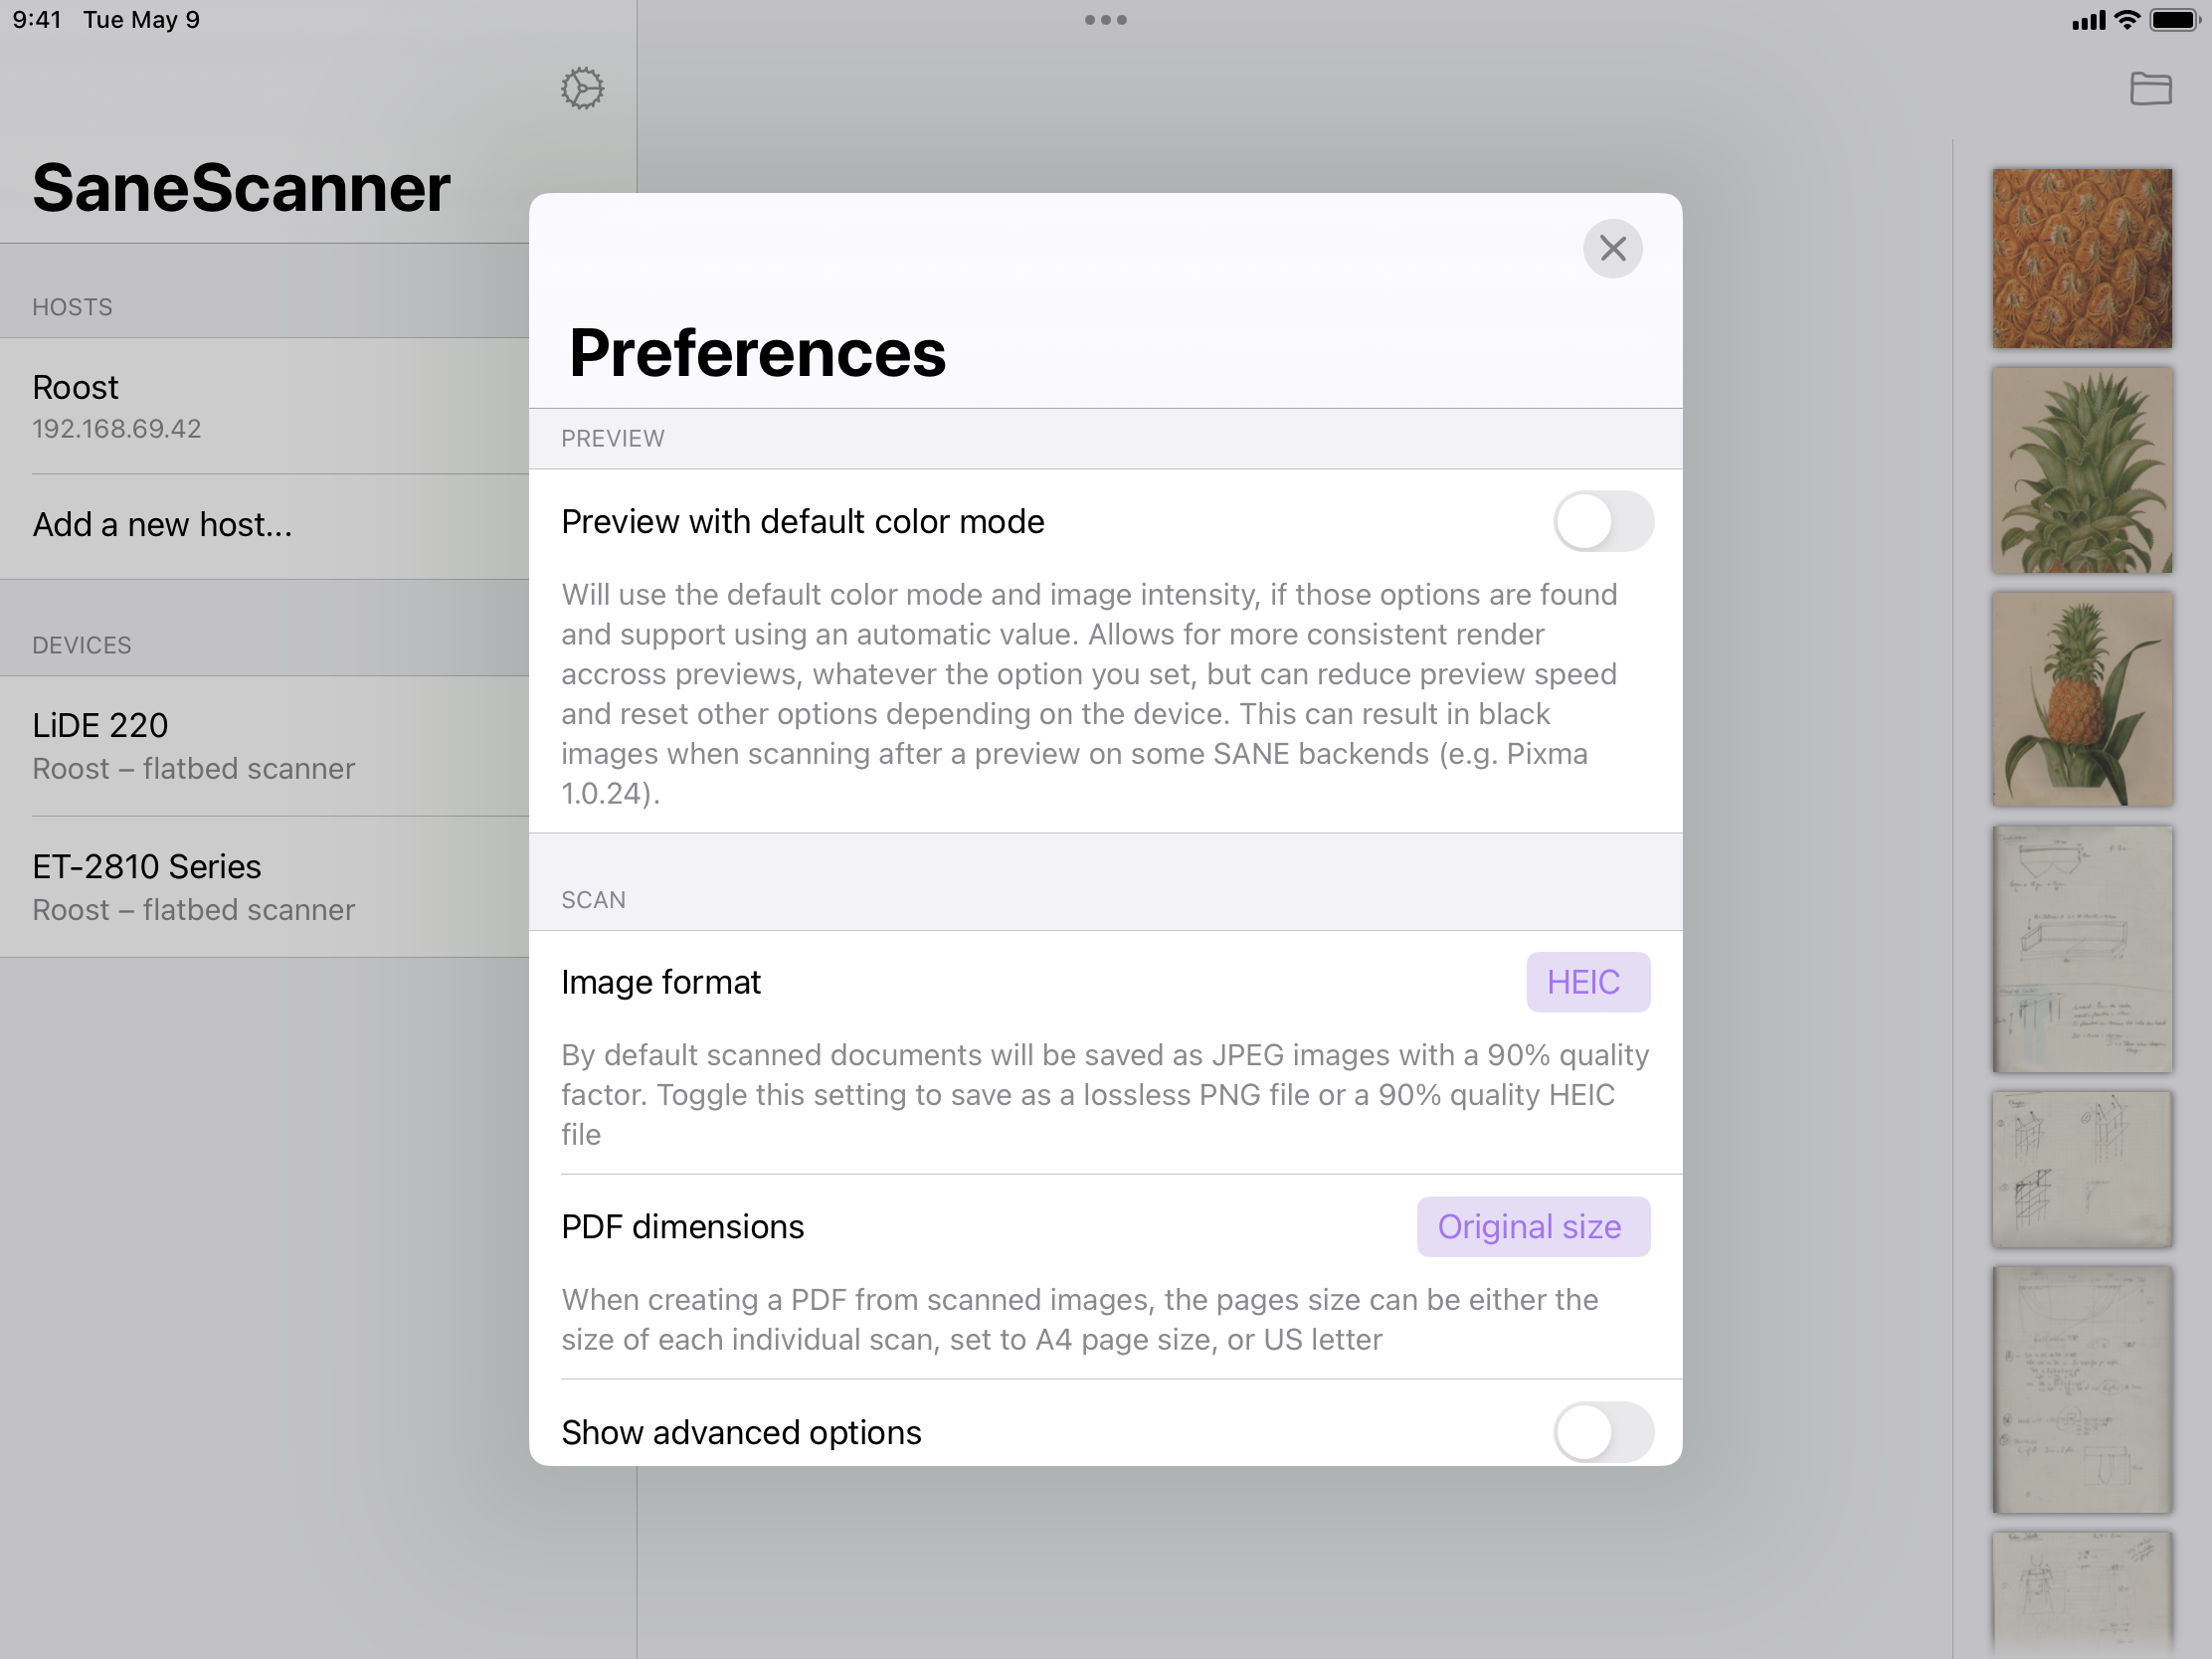 9:41 Tue May 9
SaneScanner
HOSTS
Roost
192.168.69.42
Add a new host...
DEVICES
LiDE 220
Roost – flatbed scanner
ET-2810 Series
Roost – flatbed scanner
Preferences
PREVIEW
Preview with default color mode
Will use the default color mode and image intensity, if those options are found
and support using an automatic value. Allows for more consistent render
accross previews, whatever the option you set, but can reduce preview speed
and reset other options depending on the device. This can result in black
images when scanning after a preview on some SANE backends (e.g. Pixma
1.0.24).
SCAN
Image format HEIC
By default scanned documents will be saved as JPEG images with a 90% quality
factor. Toggle this setting to save as a lossless PNG file or a 90% quality HEIC
file
PDF dimensions Original size
When creating a PDF from scanned images, the pages size can be either the
size of each individual scan, set to A4 page size, or US letter
Show advanced options